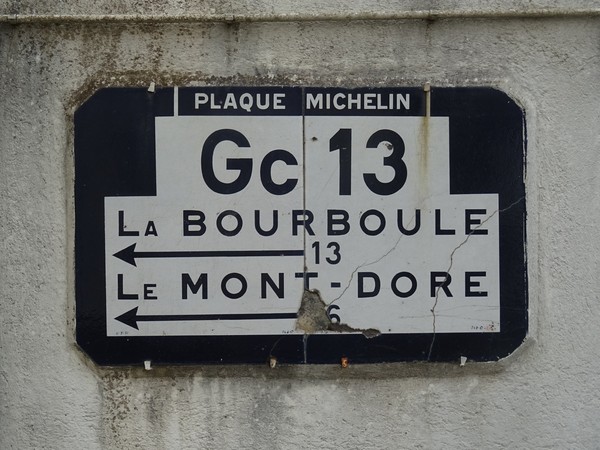 PLAQUE MICHELIN
Gc 13
LA BOURBOULE
13
LE MONT-DORE
6